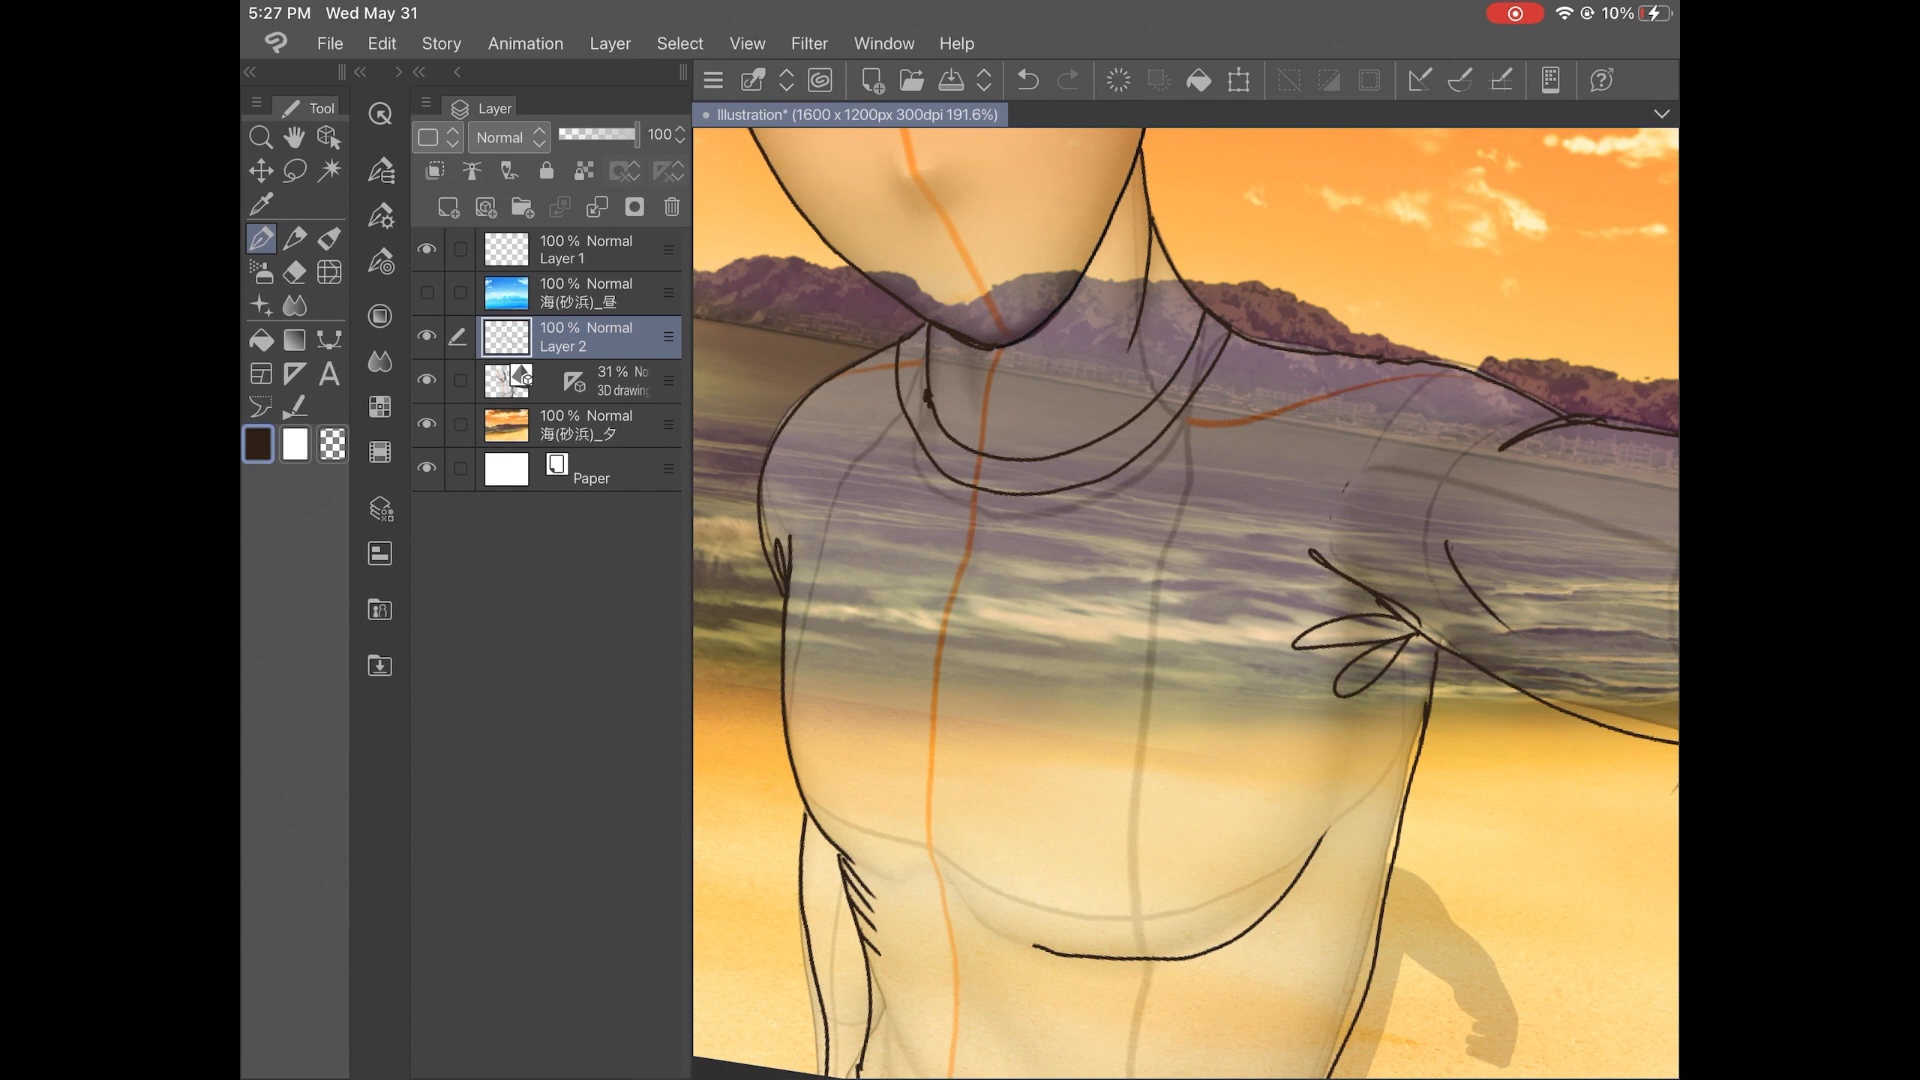 5:27 PM Wed May 31
10%
File Edit Story Animation Layer Select View Filter Window Help
Tool
Layer
Illustration* (1600 x 1200px 300dpi 191.6%)
Normal 100
100 % Normal
Layer 1
100 % Normal
海(砂浜)_昼
100 % Normal
Layer 2
31 % No
3D drawing
100 % Normal
海(砂浜)_夕
Paper